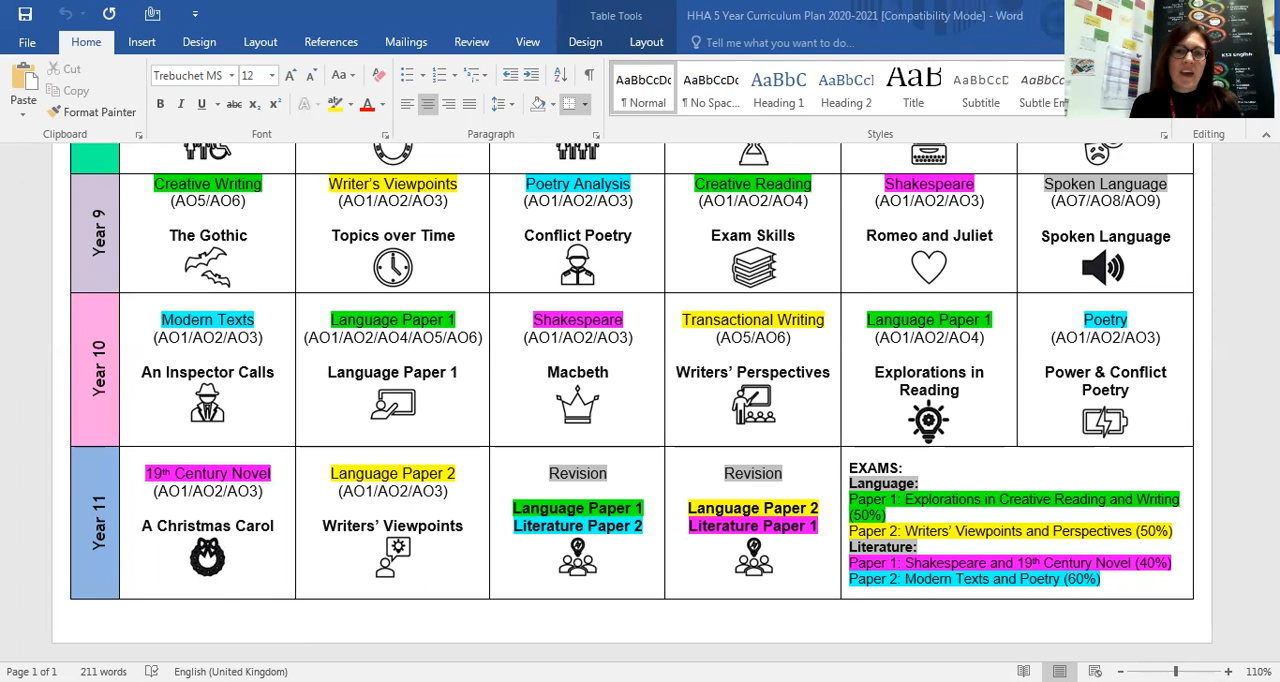 Table Tools
HHA 5 Year Curriculum Plan 2020-2021 [Compatibility Mode] - Word
File
Home
Insert
Design
Layout
References
Mailings
Review
View
Design
Layout
Tell me what you want to do...
Paste
Cut
Copy
Format Painter
Clipboard
Trebuchet MS
12
Font
Paragraph
AaBbCcDc
¶ Normal
AaBbCcDc
¶ No Spac...
AaBbC
Heading 1
AaBbCcI
Heading 2
AaB
Title
AaBbCcD
Subtitle
AaBbCc
Subtle Em
Styles
Editing
Year 9
Creative Writing
(AO5/AO6)
The Gothic
Writer's Viewpoints
(AO1/AO2/AO3)
Topics over Time
Poetry Analysis
(AO1/AO2/AO3)
Conflict Poetry
Creative Reading
(AO1/AO2/AO4)
Exam Skills
Shakespeare
(AO1/AO2/AO3)
Romeo and Juliet
Spoken Language
(AO7/AO8/AO9)
Spoken Language
Year 10
Modern Texts
(AO1/AO2/AO3)
An Inspector Calls
Language Paper 1
(AO1/AO2/AO4/AO5/AO6)
Language Paper 1
Shakespeare
(AO1/AO2/AO3)
Macbeth
Transactional Writing
(AO5/AO6)
Writers' Perspectives
Language Paper 1
(AO1/AO2/AO4)
Explorations in
Reading
Poetry
(AO1/AO2/AO3)
Power & Conflict
Poetry
Year 11
19th Century Novel
(AO1/AO2/AO3)
A Christmas Carol
Language Paper 2
(AO1/AO2/AO3)
Writers' Viewpoints
Revision
Language Paper 1
Literature Paper 2
Revision
Language Paper 2
Literature Paper 1
EXAMS:
Language:
Paper 1: Explorations in Creative Reading and Writing
(50%)
Paper 2: Writers' Viewpoints and Perspectives (50%)
Literature:
Paper 1: Shakespeare and 19th Century Novel (40%)
Paper 2: Modern Texts and Poetry (60%)
Page 1 of 1
211 words
English (United Kingdom)
110%